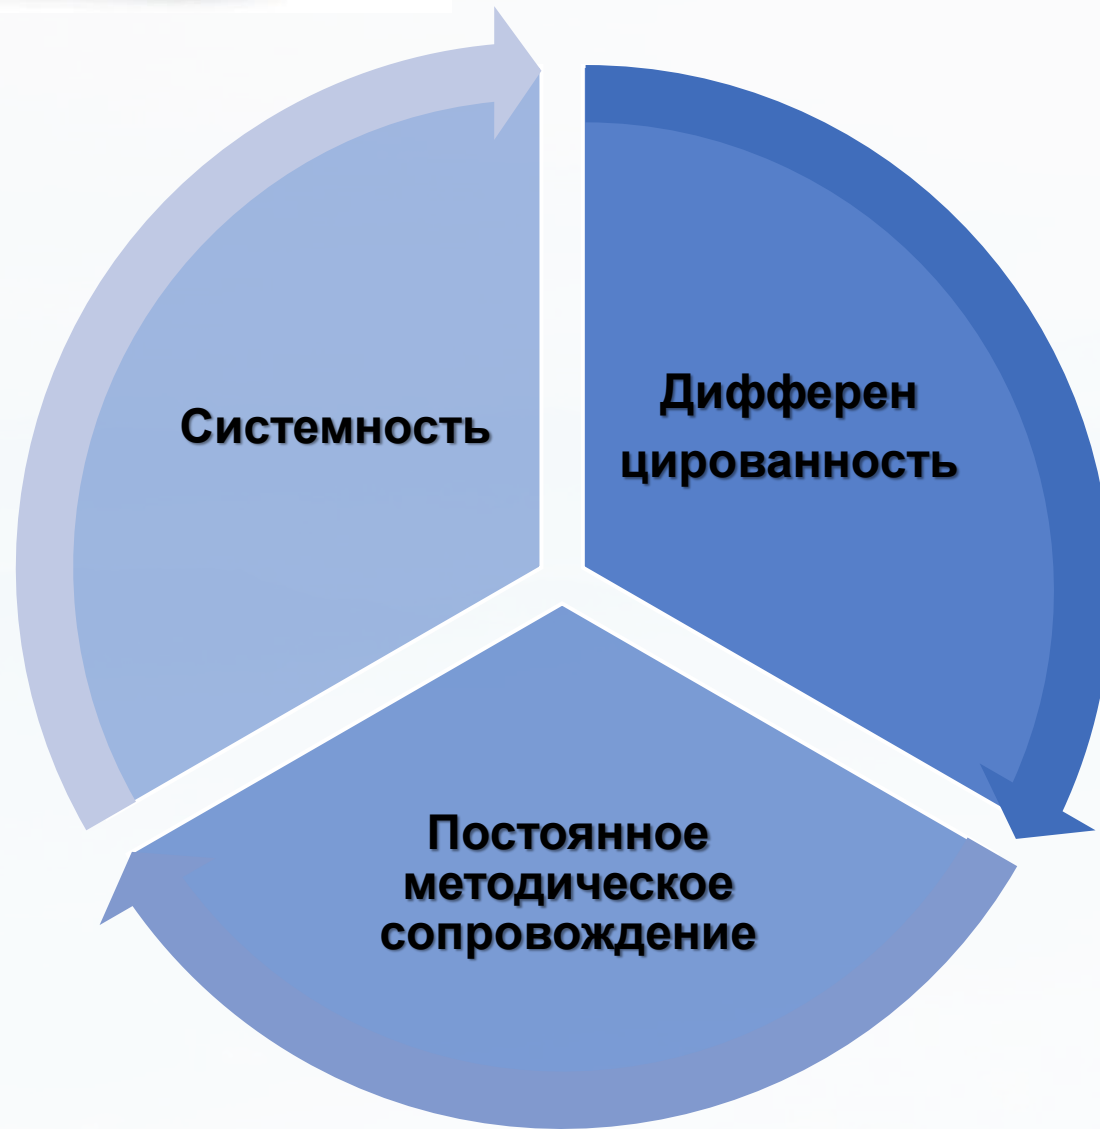 Системность
Дифферен
цированность
Постоянное
методическое
сопровождение